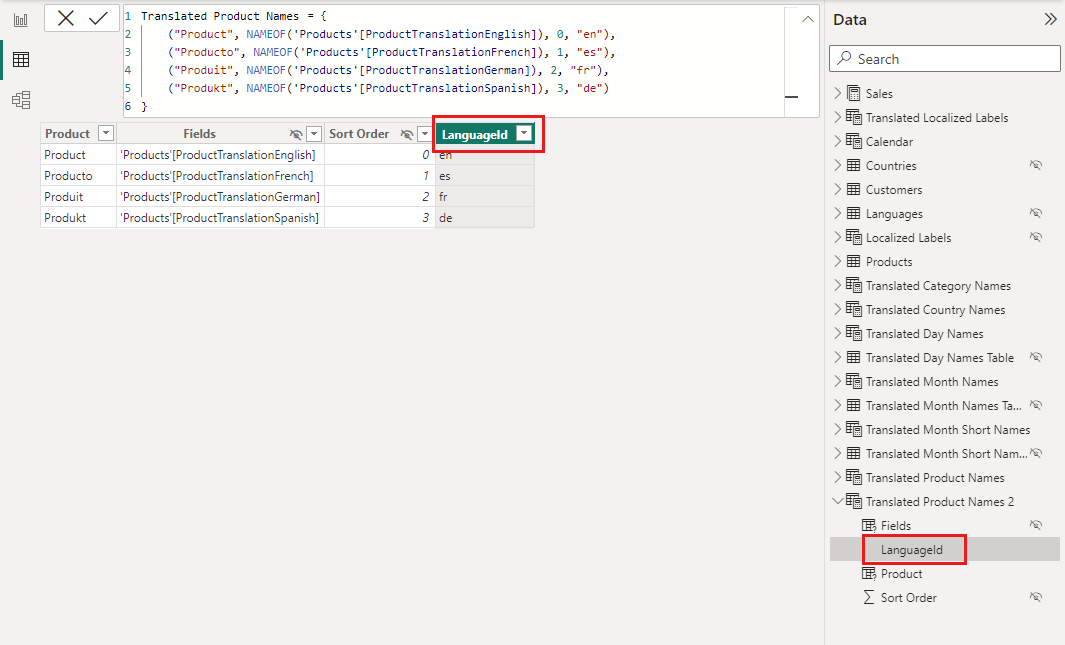 1 Translated Product Names = {
2 ("Product", NAMEOF('Products'[ProductTranslationEnglish]), 0, "en"),
3 ("Producto", NAMEOF('Products'[ProductTranslationFrench]), 1, "es"),
4 ("Produit", NAMEOF('Products'[ProductTranslationGerman]), 2, "fr"),
5 ("Produkt", NAMEOF('Products'[ProductTranslationSpanish]), 3, "de")
6 }
Product Fields Sort Order LanguageId
Product 'Products'[ProductTranslationEnglish] 0 en
Producto 'Products'[ProductTranslationFrench] 1 es
Produit 'Products'[ProductTranslationGerman] 2 fr
Produkt 'Products'[ProductTranslationSpanish] 3 de
Data
Search
Sales
Translated Localized Labels
Calendar
Countries
Customers
Languages
Localized Labels
Products
Translated Category Names
Translated Country Names
Translated Day Names
Translated Day Names Table
Translated Month Names
Translated Month Names Ta...
Translated Month Short Names
Translated Month Short Nam...
Translated Product Names
Translated Product Names 2
Fields
LanguageId
Product
Sort Order